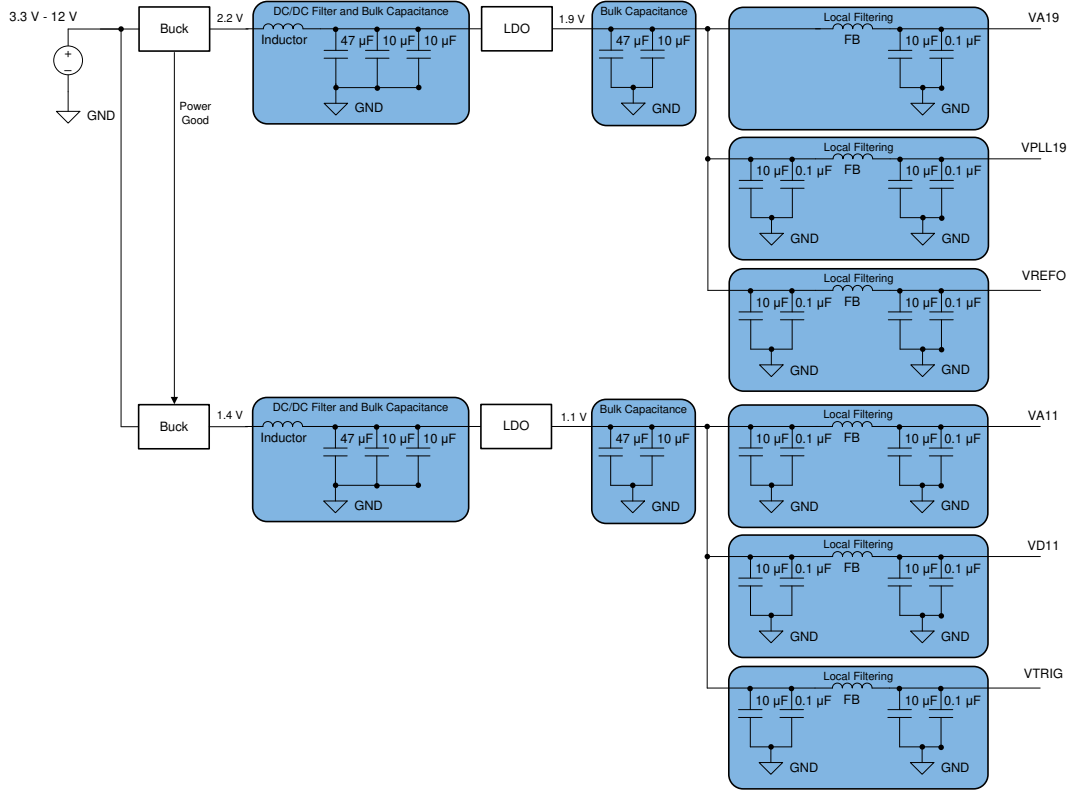 3.3 V - 12 V
+
−
GND
Buck
2.2 V
Power
Good
DC/DC Filter and Bulk Capacitance
Inductor
47 µF 10 µF 10 µF
GND
LDO
1.9 V
Bulk Capacitance
47 µF 10 µF
GND
Local Filtering
FB
10 µF 0.1 µF
GND
VA19
Local Filtering
10 µF 0.1 µF FB 10 µF 0.1 µF
GND GND
VPLL19
Local Filtering
10 µF 0.1 µF FB 10 µF 0.1 µF
GND GND
VREFO
Buck
1.4 V
DC/DC Filter and Bulk Capacitance
Inductor
47 µF 10 µF 10 µF
GND
LDO
1.1 V
Bulk Capacitance
47 µF 10 µF
GND
Local Filtering
10 µF 0.1 µF FB 10 µF 0.1 µF
GND GND
VA11
Local Filtering
10 µF 0.1 µF FB 10 µF 0.1 µF
GND GND
VD11
Local Filtering
10 µF 0.1 µF FB 10 µF 0.1 µF
GND GND
VTRIG